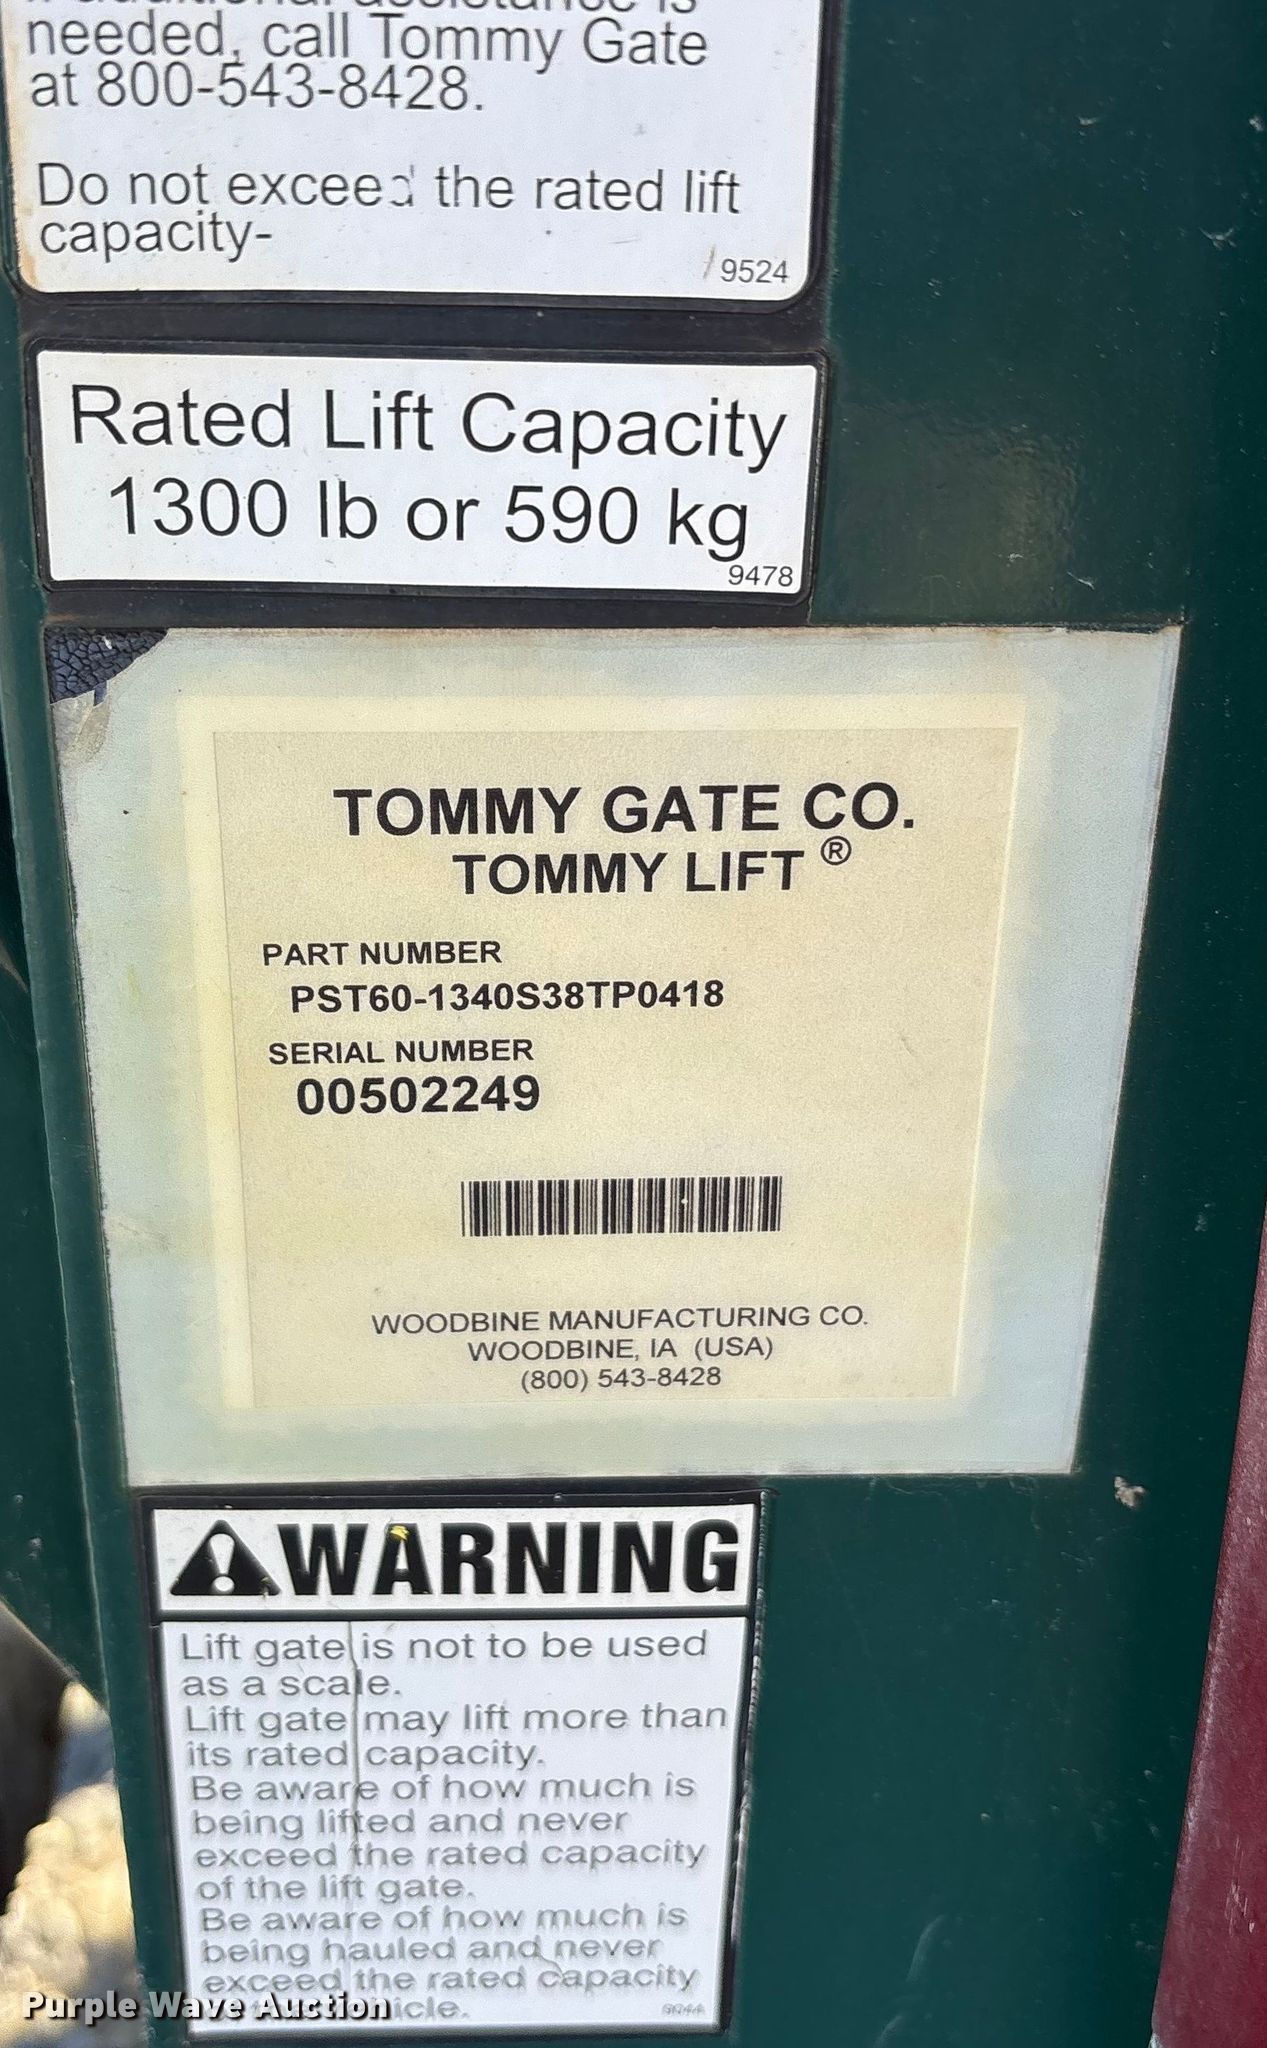 additional assistance is
needed, call Tommy Gate
at 800-543-8428.
Do not exceed the rated lift
capacity-
9524
Rated Lift Capacity
1300 lb or 590 kg
9478
TOMMY GATE CO.
TOMMY LIFT ®
PART NUMBER
PST60-1340S38TP0418
SERIAL NUMBER
00502249
WOODBINE MANUFACTURING CO.
WOODBINE, IA (USA)
(800) 543-8428
WARNING
Lift gate is not to be used
as a scale.
Lift gate may lift more than
its rated capacity.
Be aware of how much is
being lifted and never
exceed the rated capacity
of the lift gate.
Be aware of how much is
being hauled and never
exceed the rated capacity
Purple Wave Auction